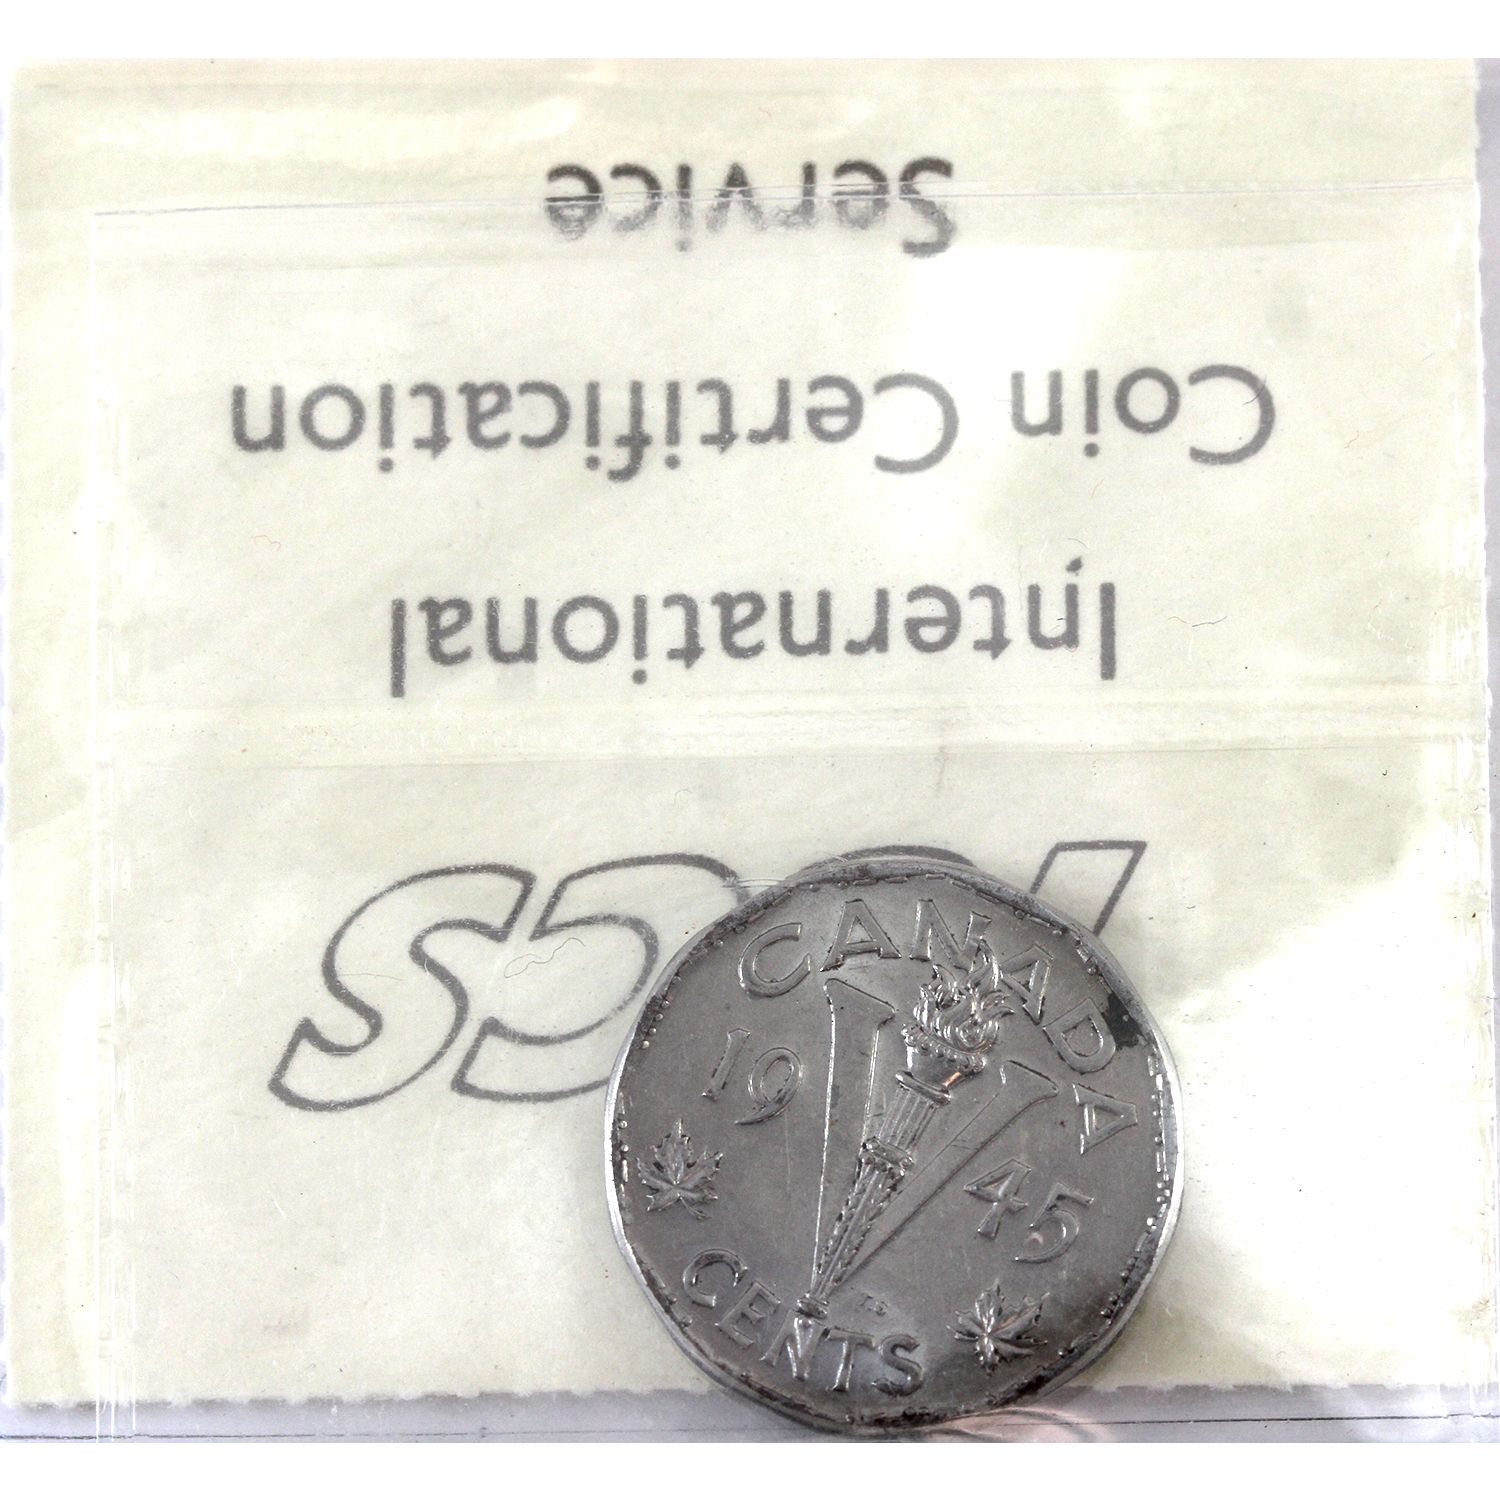 ICCS
International
Coin Certification
Service
CANADA
19 45
CENTS